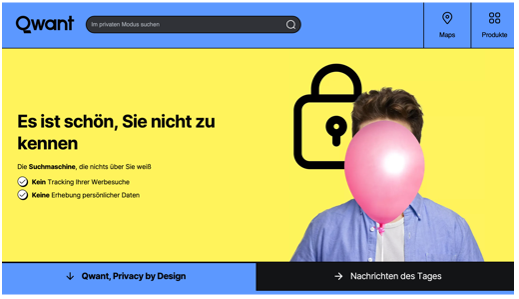 Qwant
Im privaten Modus suchen
Maps
Produkte
Es ist schön, Sie nicht zu
kennen
Die Suchmaschine, die nichts über Sie weiß
Kein Tracking Ihrer Werbesuche
Keine Erhebung persönlicher Daten
Qwant, Privacy by Design
Nachrichten des Tages